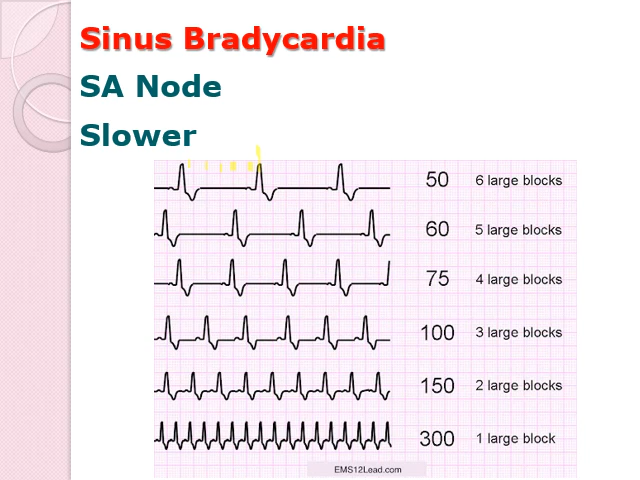 Sinus Bradycardia
SA Node
Slower
50 6 large blocks
60 5 large blocks
75 4 large blocks
100 3 large blocks
150 2 large blocks
300 1 large block
EMS12Lead.com